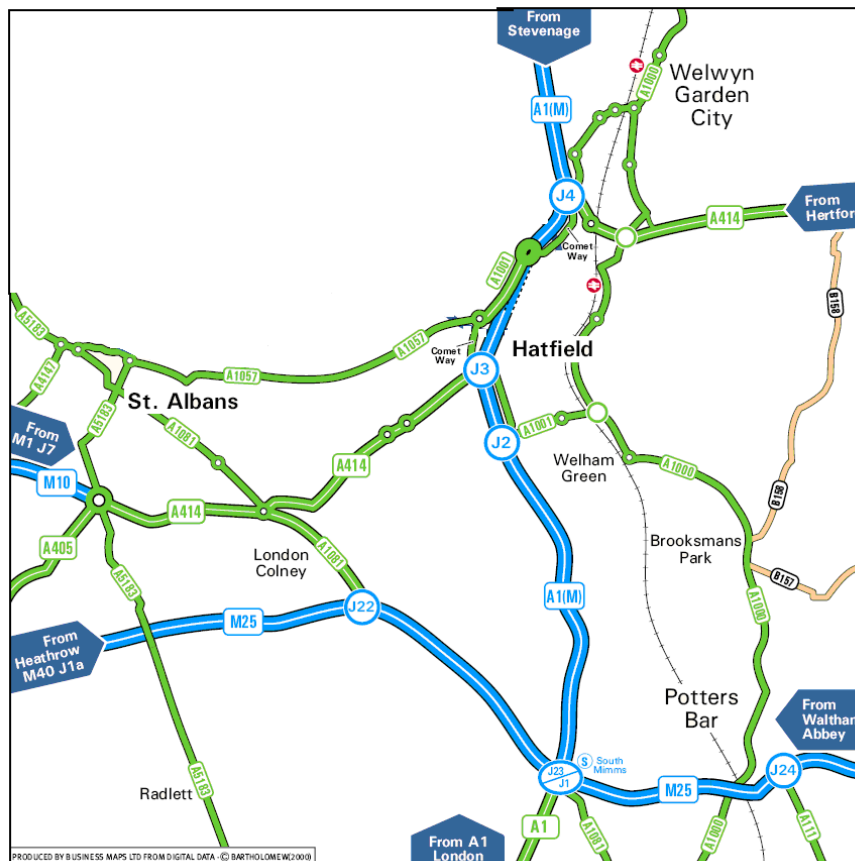 From
Stevenage
A1000
Welwyn
Garden
City
A1(M)
J4
A414
From
Hertfor
Comet
Way
A1001
B158
A5183
A1057
Comet
Way
Hatfield
J3
A4147
A1057
St. Albans
A5183
A1081
From
M1 J7
A1001
J2
A414
Welham
Green
A1000
M10
B158
A414
A405
London
Colney
A1081
Brooksmans
Park
A5183
B157
A1(M)
A1000
J22
M25
From
Heathrow
M40 J1a
Potters
Bar
From
Waltham
Abbey
S
South
Mimms
J23
J1
J24
A5183
Radlett
M25
A1
A1081
A1000
A111
From A1
London
PRODUCED BY BUSINESS MAPS LTD FROM DIGITAL DATA - © BARTHOLOMEW(2000)